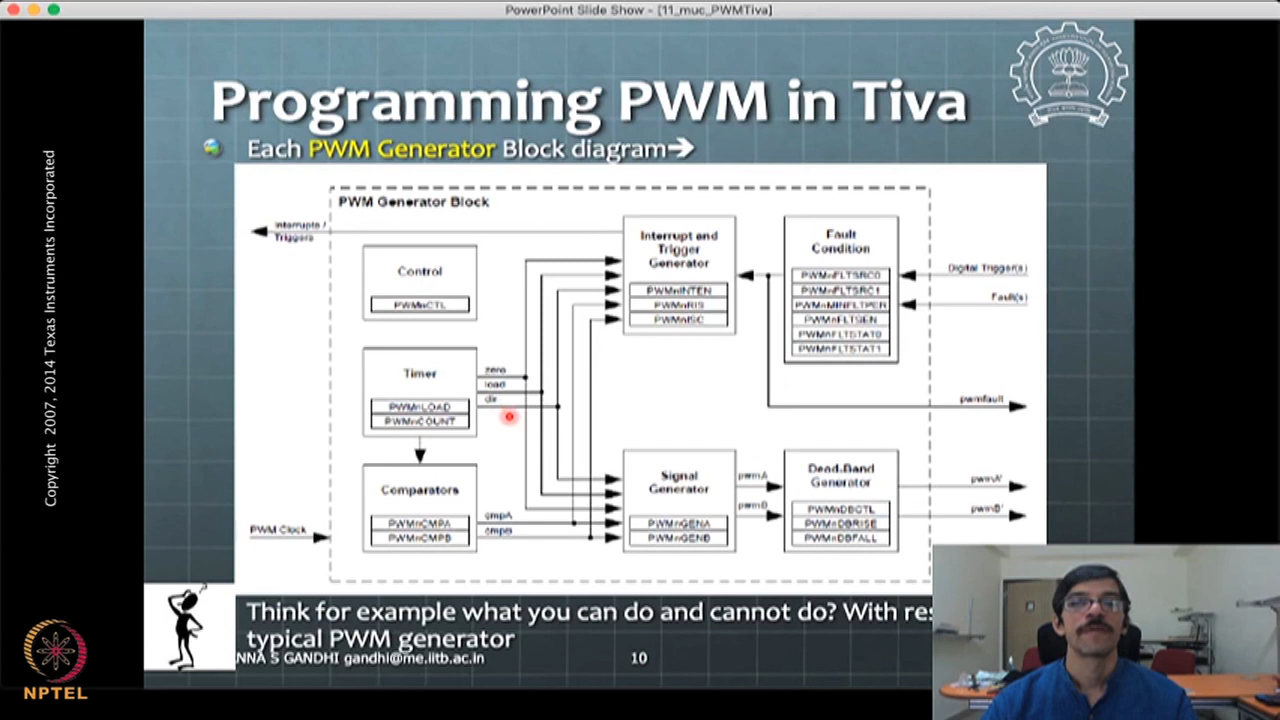 PowerPoint Slide Show - [11_muc_PWMTiva]
Programming PWM in Tiva
Each PWM Generator Block diagram
PWM Generator Block
Interrupts /
Triggers
Control
PWMnCTL
Timer
PWMnLOAD
PWMnCOUNT
zero
load
dir
Comparators
PWMnCMPA
PWMnCMPB
cmpA
cmpB
PWM Clock
Interrupt and
Trigger
Generator
PWMnINTEN
PWMnRIS
PWMnISC
Fault
Condition
PWMnFLTSRC0
PWMnFLTSRC1
PWMnMINFLTPER
PWMnFLTSEN
PWMnFLTSTAT0
PWMnFLTSTAT1
Digital Trigger(s)
Fault(s)
pwmfault
Signal
Generator
PWMnGENA
PWMnGENB
pwmA
pwmB
Dead-Band
Generator
PWMnDBCTL
PWMnDBRISE
PWMnDBFALL
pwmA'
pwmB'
Think for example what you can do and cannot do? With res
typical PWM generator
NNA S GANDHI gandhi@me.iitb.ac.in
10
Copyright 2007, 2014 Texas Instruments Incorporated
NPTEL